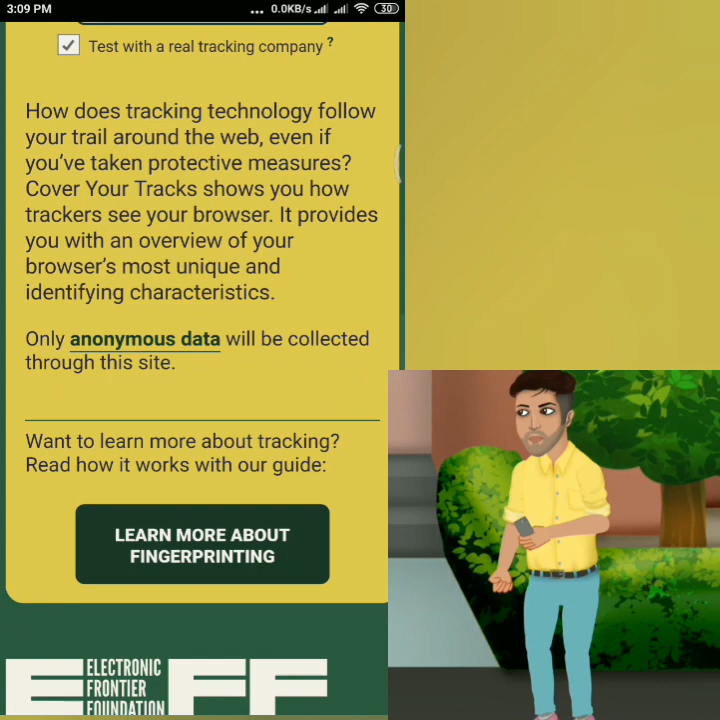 3:09 PM
... 0.0KB/s 30
Test with a real tracking company ?
How does tracking technology follow
your trail around the web, even if
you’ve taken protective measures?
Cover Your Tracks shows you how
trackers see your browser. It provides
you with an overview of your
browser’s most unique and
identifying characteristics.
Only anonymous data will be collected
through this site.
Want to learn more about tracking?
Read how it works with our guide:
LEARN MORE ABOUT
FINGERPRINTING
EFF
ELECTRONIC
FRONTIER
FOUNDATION